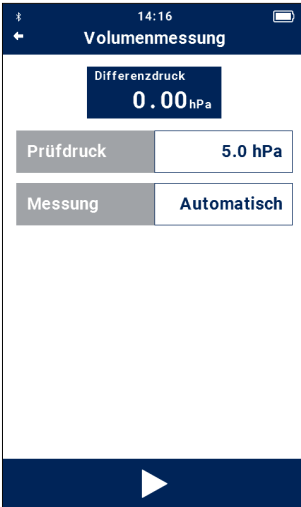 14:16
Volumenmessung
Differenzdruck
0.00hPa
Prüfdruck 5.0 hPa
Messung Automatisch